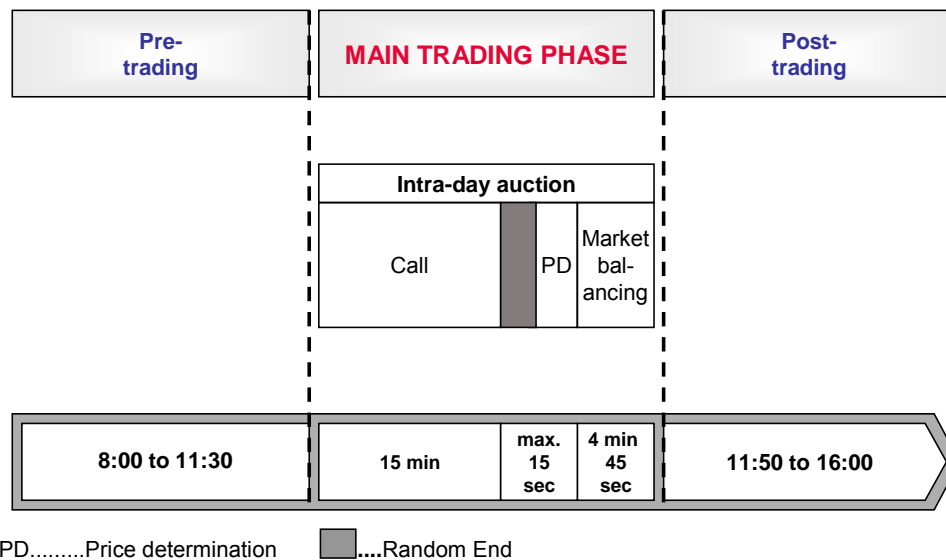 Pre-
trading
MAIN TRADING PHASE
Post-
trading
Intra-day auction
Call
PD
Market
bal-
ancing
8:00 to 11:30
15 min
max.
15
sec
4 min
45
sec
11:50 to 16:00
PD.........Price determination
....Random End